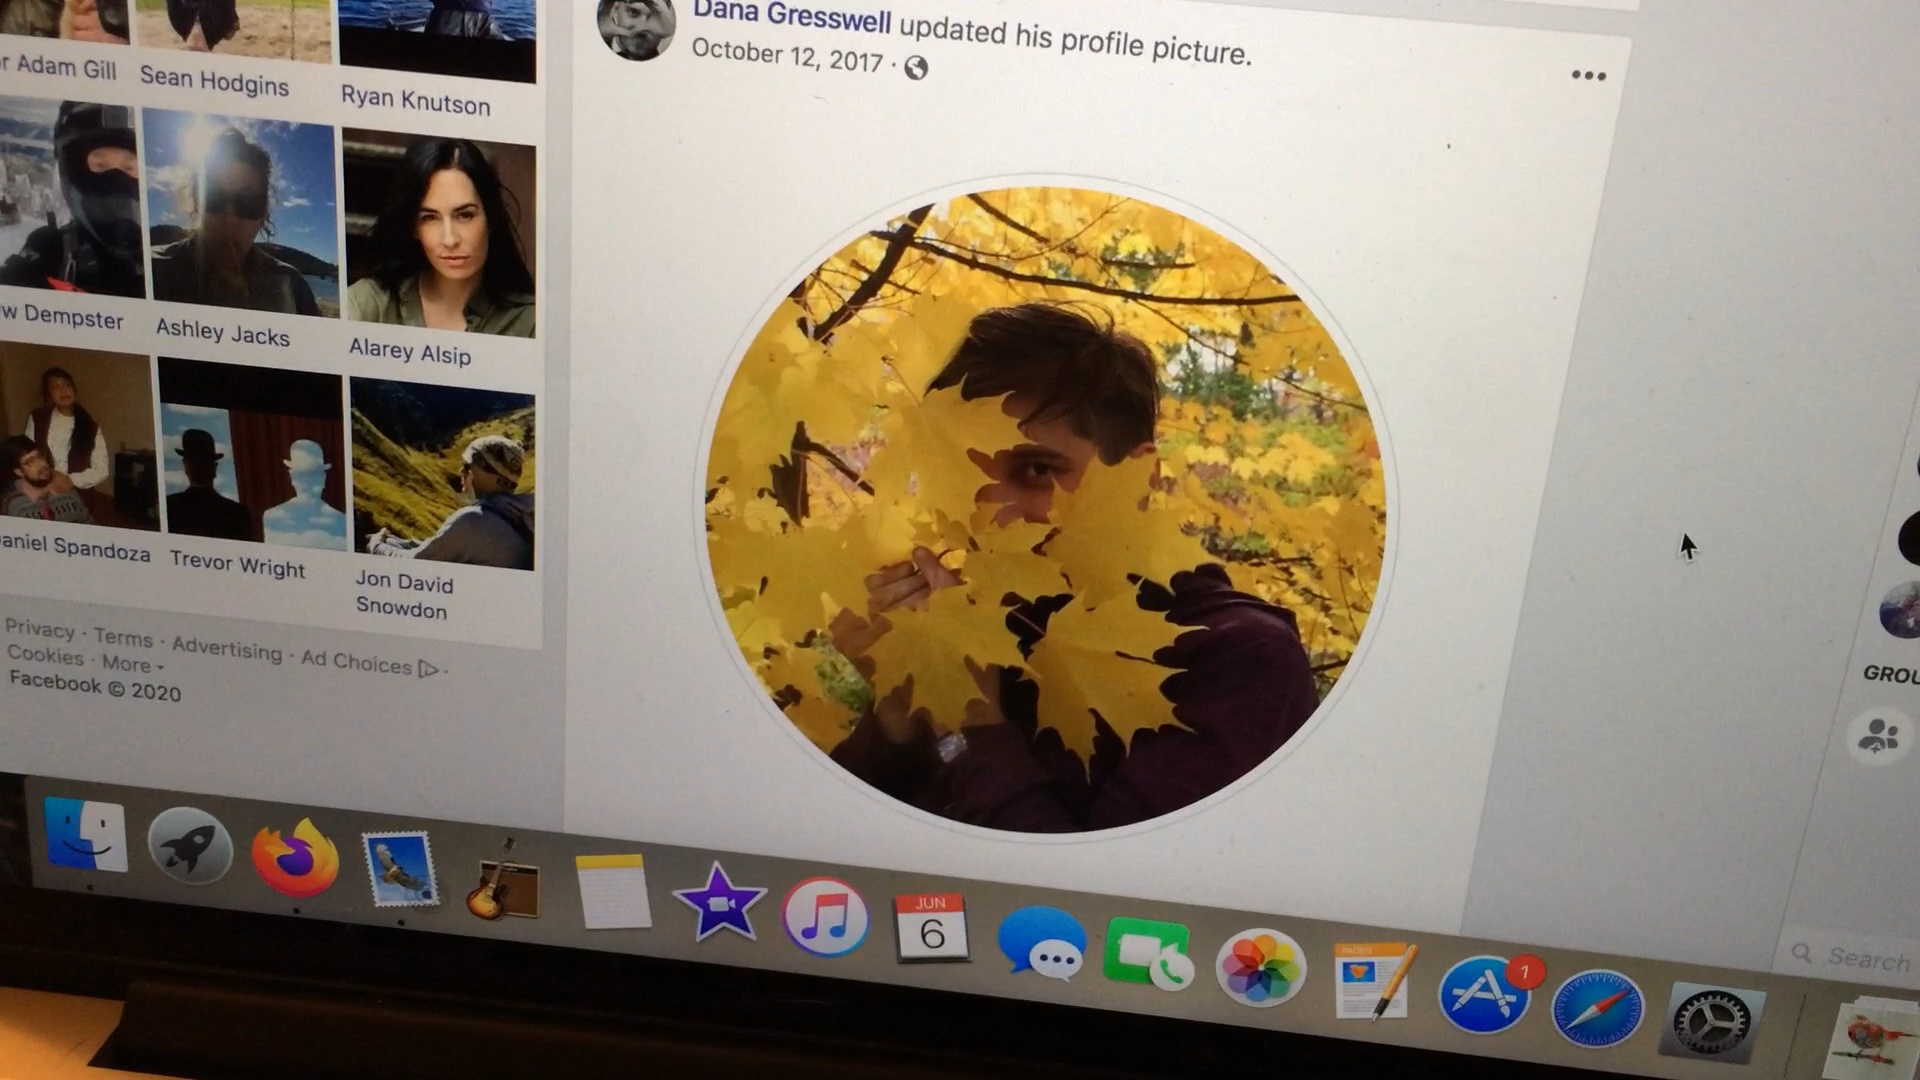 Dana Gresswell updated his profile picture.
October 12, 2017 ·
r Adam Gill
Sean Hodgins
Ryan Knutson
w Dempster
Ashley Jacks
Alarey Alsip
aniel Spandoza
Trevor Wright
Jon David
Snowdon
Privacy · Terms · Advertising · Ad Choices ·
Cookies · More
Facebook © 2020
GROU
JUN
6
PAGES
1
Search